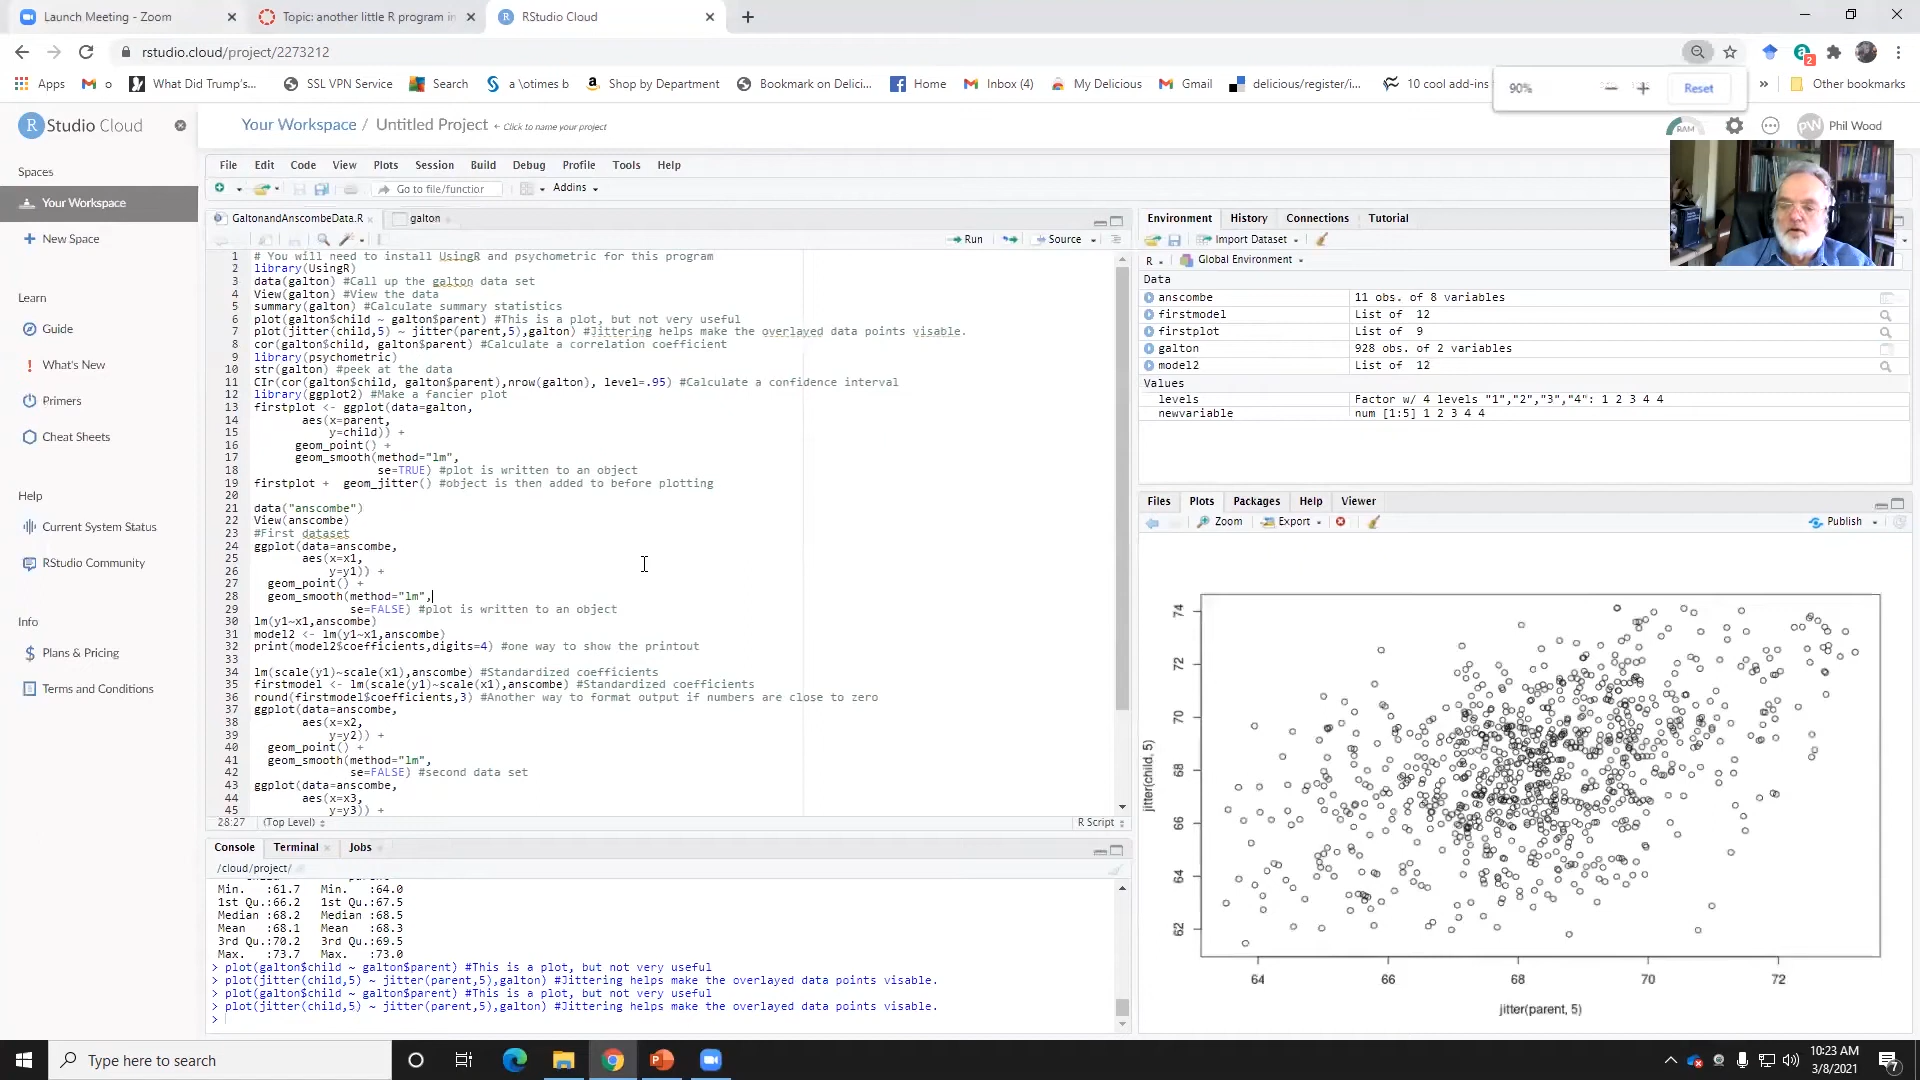 Launch Meeting - Zoom
Topic: another little R program in
RStudio Cloud
rstudio.cloud/project/2273212
Apps
o
What Did Trump's...
SSL VPN Service
Search
a \otimes b
Shop by Department
Bookmark on Delici...
Home
Inbox (4)
My Delicious
Gmail
delicious/register/i...
10 cool add-ins
90%
Reset
»
Other bookmarks
R Studio Cloud
Your Workspace / Untitled Project ← Click to name your project
RAM
PW Phil Wood
Spaces
Your Workspace
New Space
Learn
Guide
What's New
Primers
Cheat Sheets
Help
Current System Status
RStudio Community
Info
Plans & Pricing
Terms and Conditions
File Edit Code View Plots Session Build Debug Profile Tools Help
Go to file/function
Addins
GaltonandAnscombeData.R
galton
Run
Source
1 # You will need to install UsingR and psychometric for this program
2 library(UsingR)
3 data(galton) #Call up the galton data set
4 View(galton) #View the data
5 summary(galton) #Calculate summary statistics
6 plot(galton$child ~ galton$parent) #This is a plot, but not very useful
7 plot(jitter(child,5) ~ jitter(parent,5),galton) #Jittering helps make the overlayed data points visable.
8 cor(galton$child, galton$parent) #Calculate a correlation coefficient
9 library(psychometric)
10 str(galton) #peek at the data
11 CIr(cor(galton$child, galton$parent),nrow(galton), level=.95) #Calculate a confidence interval
12 library(ggplot2) #Make a fancier plot
13 firstplot <- ggplot(data=galton,
14 aes(x=parent,
15 y=child)) +
16 geom_point() +
17 geom_smooth(method="lm",
18 se=TRUE) #plot is written to an object
19 firstplot + geom_jitter() #object is then added to before plotting
20
21 data("anscombe")
22 View(anscombe)
23 #First dataset
24 ggplot(data=anscombe,
25 aes(x=x1,
26 y=y1)) +
27 geom_point() +
28 geom_smooth(method="lm",
29 se=FALSE) #plot is written to an object
30 lm(y1~x1,anscombe)
31 model2 <- lm(y1~x1,anscombe)
32 print(model2$coefficients,digits=4) #one way to show the printout
33
34 lm(scale(y1)~scale(x1),anscombe) #Standardized coefficients
35 firstmodel <- lm(scale(y1)~scale(x1),anscombe) #Standardized coefficients
36 round(firstmodel$coefficients,3) #Another way to format output if numbers are close to zero
37 ggplot(data=anscombe,
38 aes(x=x2,
39 y=y2)) +
40 geom_point() +
41 geom_smooth(method="lm",
42 se=FALSE) #second data set
43 ggplot(data=anscombe,
44 aes(x=x3,
45 y=y3)) +
28:27 (Top Level)
R Script
Console Terminal Jobs
/cloud/project/
Min. :61.7 Min. :64.0
1st Qu.:66.2 1st Qu.:67.5
Median :68.2 Median :68.5
Mean :68.1 Mean :68.3
3rd Qu.:70.2 3rd Qu.:69.5
Max. :73.7 Max. :73.0
> plot(galton$child ~ galton$parent) #This is a plot, but not very useful
> plot(jitter(child,5) ~ jitter(parent,5),galton) #Jittering helps make the overlayed data points visable.
> plot(galton$child ~ galton$parent) #This is a plot, but not very useful
> plot(jitter(child,5) ~ jitter(parent,5),galton) #Jittering helps make the overlayed data points visable.
>
Environment History Connections Tutorial
Import Dataset
R Global Environment
Data
anscombe 11 obs. of 8 variables
firstmodel List of 12
firstplot List of 9
galton 928 obs. of 2 variables
model2 List of 12
Values
levels Factor w/ 4 levels "1","2","3","4": 1 2 3 4 4
newvariable num [1:5] 1 2 3 4 4
Files Plots Packages Help Viewer
Zoom Export
Publish
74
72
70
68
66
64
62
jitter(child, 5)
64 66 68 70 72
jitter(parent, 5)
Type here to search
10:23 AM
3/8/2021
7